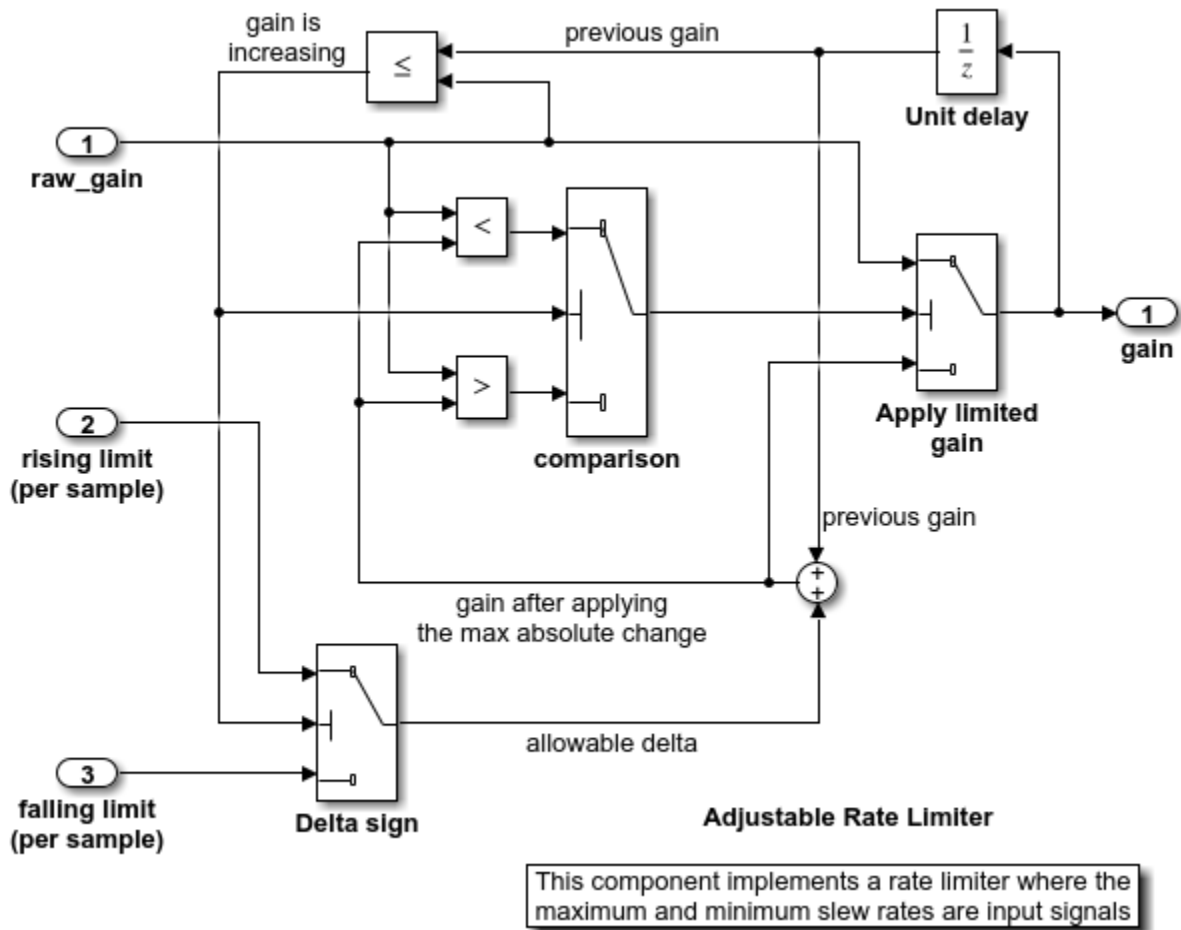 gain is
increasing
≤
previous gain
1
z
Unit delay
1
raw_gain
<
>
comparison
Apply limited
gain
1
gain
2
rising limit
(per sample)
previous gain
+
+
gain after applying
the max absolute change
allowable delta
3
falling limit
(per sample)
Delta sign
Adjustable Rate Limiter
This component implements a rate limiter where the
maximum and minimum slew rates are input signals